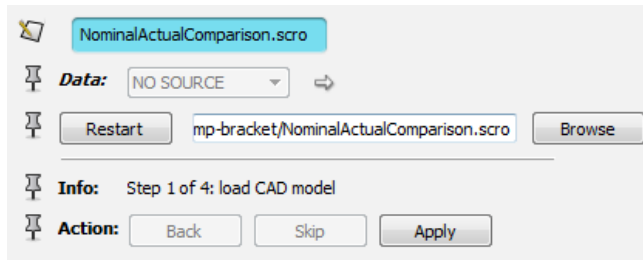 NominalActualComparison.scro
Data: NO SOURCE
Restart mp-bracket/NominalActualComparison.scro Browse
Info: Step 1 of 4: load CAD model
Action: Back Skip Apply